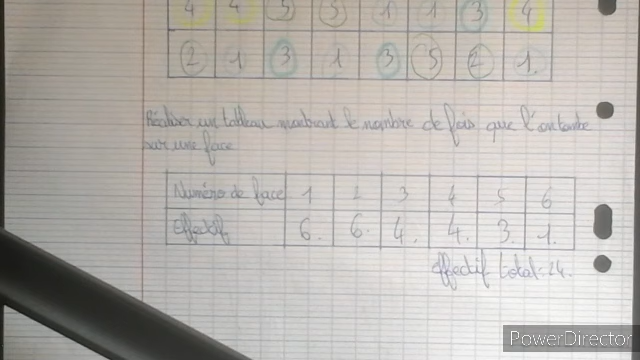 4 4 5 5 1 1 3 4
2 1 3 1 3 5 2 1.
Réaliser un tableau montrant le nombre de fois que l'on tombe
sur une face
Numéro de face 1 2 3 4 5 6
Effectif 6. 6. 4. 4. 3. 1.
effectif total = 24.
PowerDirector